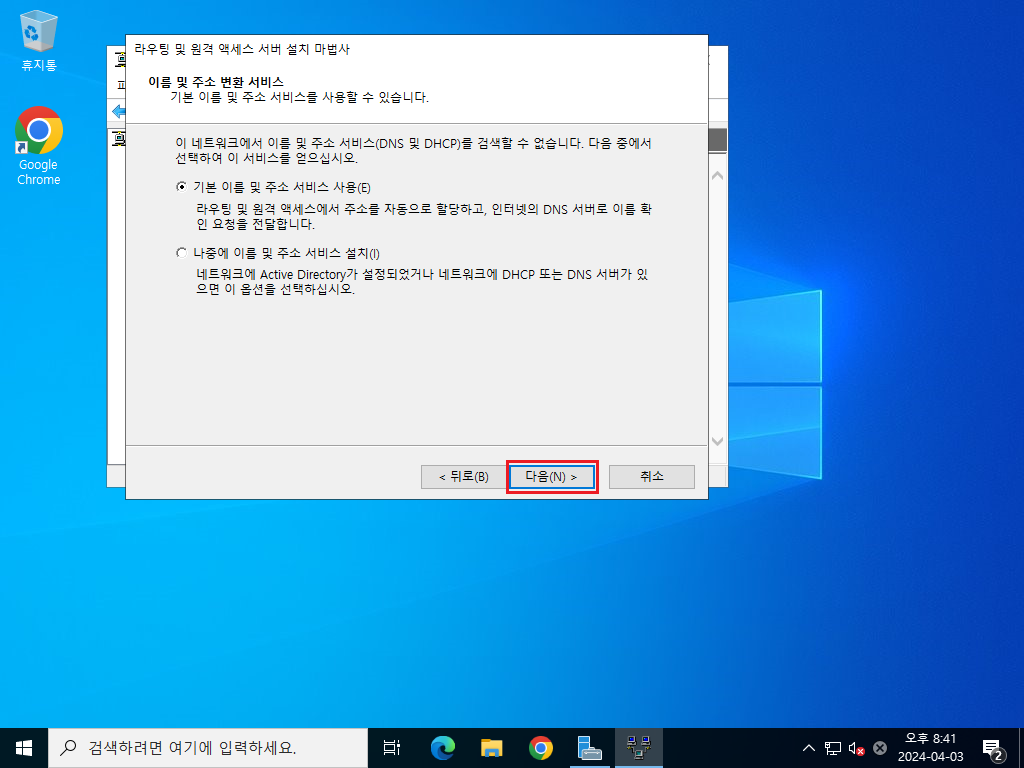 휴지통
Google
Chrome
라우팅 및 원격 액세스 서버 설치 마법사
이름 및 주소 변환 서비스
기본 이름 및 주소 서비스를 사용할 수 있습니다.
이 네트워크에서 이름 및 주소 서비스(DNS 및 DHCP)를 검색할 수 없습니다. 다음 중에서
선택하여 이 서비스를 얻으십시오.
기본 이름 및 주소 서비스 사용(E)
라우팅 및 원격 액세스에서 주소를 자동으로 할당하고, 인터넷의 DNS 서버로 이름 확
인 요청을 전달합니다.
나중에 이름 및 주소 서비스 설치(I)
네트워크에 Active Directory가 설정되었거나 네트워크에 DHCP 또는 DNS 서버가 있
으면 이 옵션을 선택하십시오.
< 뒤로(B) 다음(N) > 취소
검색하려면 여기에 입력하세요.
오후 8:41
2024-04-03
2